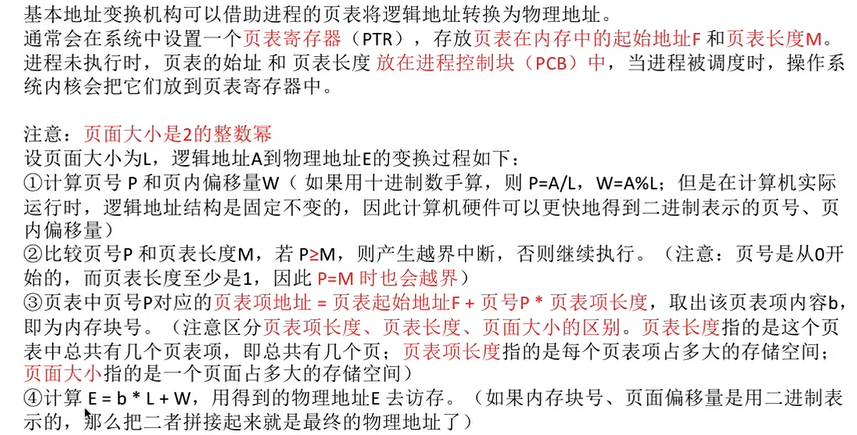 基本地址变换机构可以借助进程的页表将逻辑地址转换为物理地址。
通常会在系统中设置一个页表寄存器（PTR），存放页表在内存中的起始地址F 和页表长度M。
进程未执行时，页表的始址 和 页表长度 放在进程控制块（PCB）中，当进程被调度时，操作系
统内核会把它们放到页表寄存器中。
注意：页面大小是2的整数幂
设页面大小为L，逻辑地址A到物理地址E的变换过程如下：
①计算页号 P 和页内偏移量W（ 如果用十进制数手算，则 P=A/L，W=A%L；但是在计算机实际
运行时，逻辑地址结构是固定不变的，因此计算机硬件可以更快地得到二进制表示的页号、页
内偏移量）
②比较页号P 和页表长度M，若 P≥M，则产生越界中断，否则继续执行。（注意：页号是从0开
始的，而页表长度至少是1，因此 P=M 时也会越界）
③页表中页号P对应的页表项地址 = 页表起始地址F + 页号P * 页表项长度，取出该页表项内容b，
即为内存块号。（注意区分页表项长度、页表长度、页面大小的区别。页表长度指的是这个页
表中总共有几个页表项，即总共有几个页；页表项长度指的是每个页表项占多大的存储空间；
页面大小指的是一个页面占多大的存储空间）
④计算 E = b * L + W，用得到的物理地址E 去访存。（如果内存块号、页面偏移量是用二进制表
示的，那么把二者拼接起来就是最终的物理地址了）